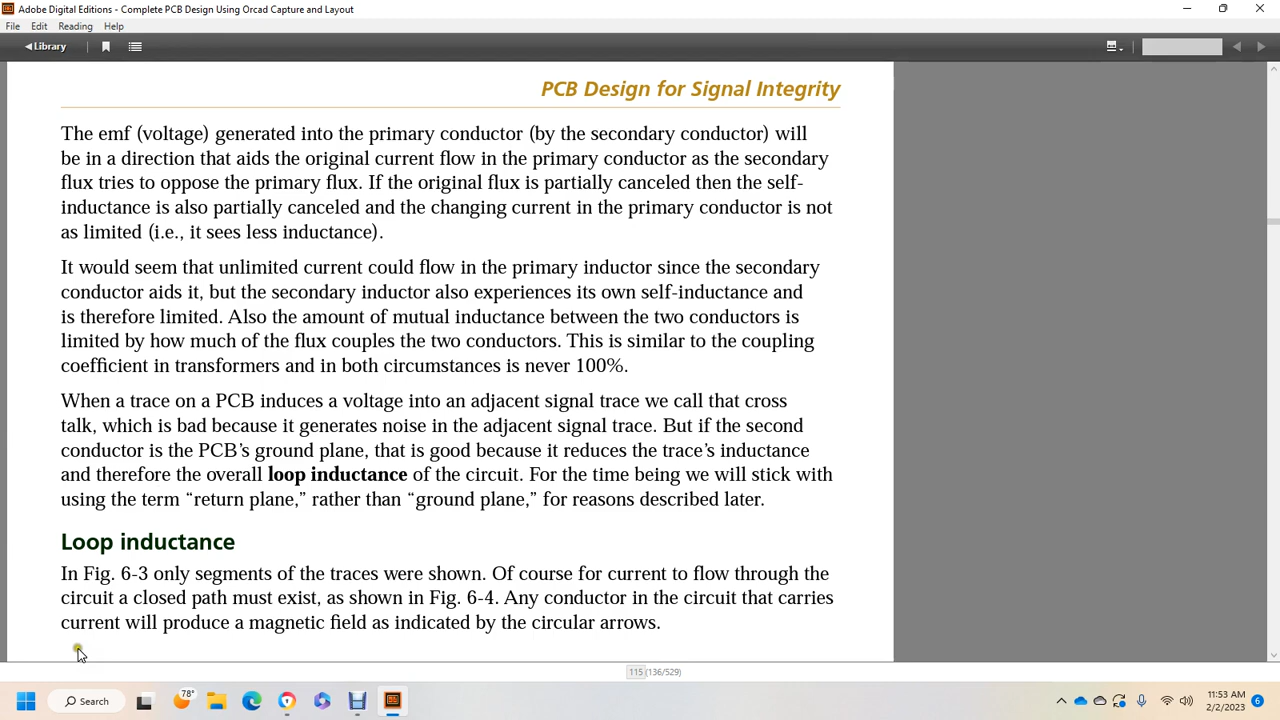 Adobe Digital Editions - Complete PCB Design Using Orcad Capture and Layout
File Edit Reading Help
Library
PCB Design for Signal Integrity
The emf (voltage) generated into the primary conductor (by the secondary conductor) will
be in a direction that aids the original current flow in the primary conductor as the secondary
flux tries to oppose the primary flux. If the original flux is partially canceled then the self-
inductance is also partially canceled and the changing current in the primary conductor is not
as limited (i.e., it sees less inductance).
It would seem that unlimited current could flow in the primary inductor since the secondary
conductor aids it, but the secondary inductor also experiences its own self-inductance and
is therefore limited. Also the amount of mutual inductance between the two conductors is
limited by how much of the flux couples the two conductors. This is similar to the coupling
coefficient in transformers and in both circumstances is never 100%.
When a trace on a PCB induces a voltage into an adjacent signal trace we call that cross
talk, which is bad because it generates noise in the adjacent signal trace. But if the second
conductor is the PCB's ground plane, that is good because it reduces the trace's inductance
and therefore the overall loop inductance of the circuit. For the time being we will stick with
using the term “return plane,” rather than “ground plane,” for reasons described later.
Loop inductance
In Fig. 6-3 only segments of the traces were shown. Of course for current to flow through the
circuit a closed path must exist, as shown in Fig. 6-4. Any conductor in the circuit that carries
current will produce a magnetic field as indicated by the circular arrows.
115 (136/529)
Search
78°
11:53 AM
2/2/2023
6